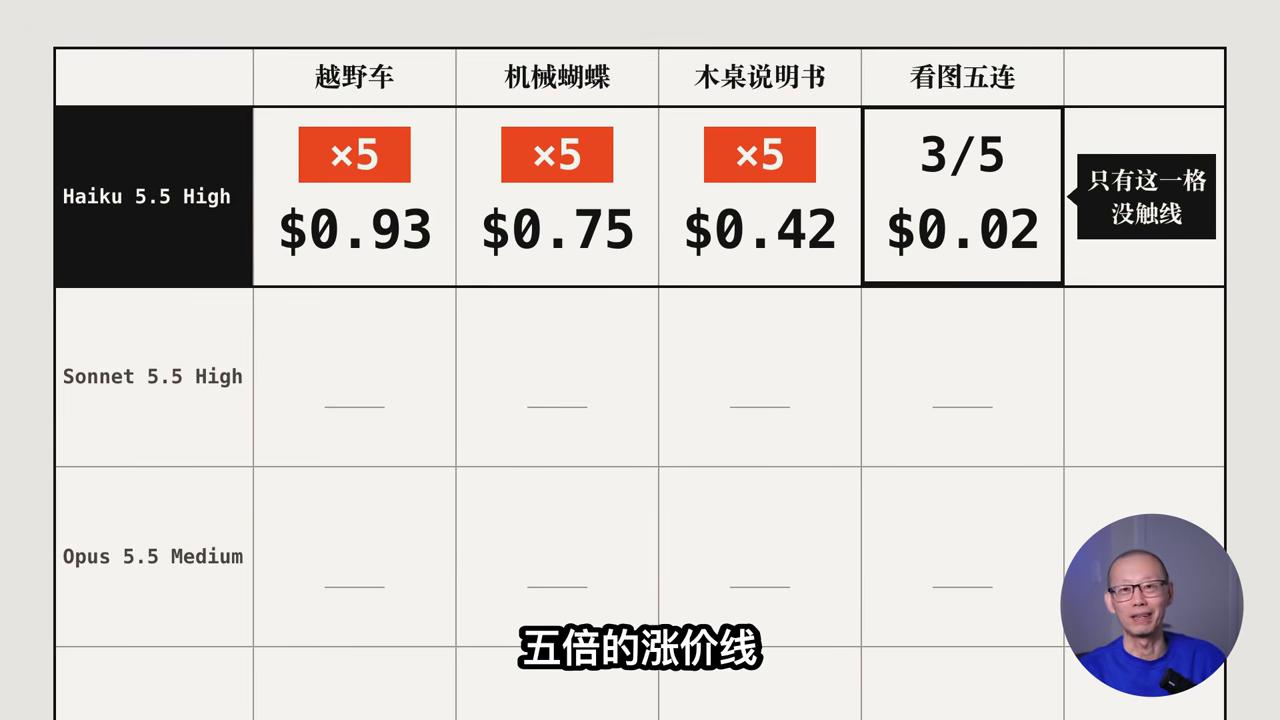 越野车
机械蝴蝶
木桌说明书
看图五连
Haiku 5.5 High
×5
$0.93
×5
$0.75
×5
$0.42
3/5
$0.02
只有这一格
没触线
Sonnet 5.5 High
Opus 5.5 Medium
五倍的涨价线